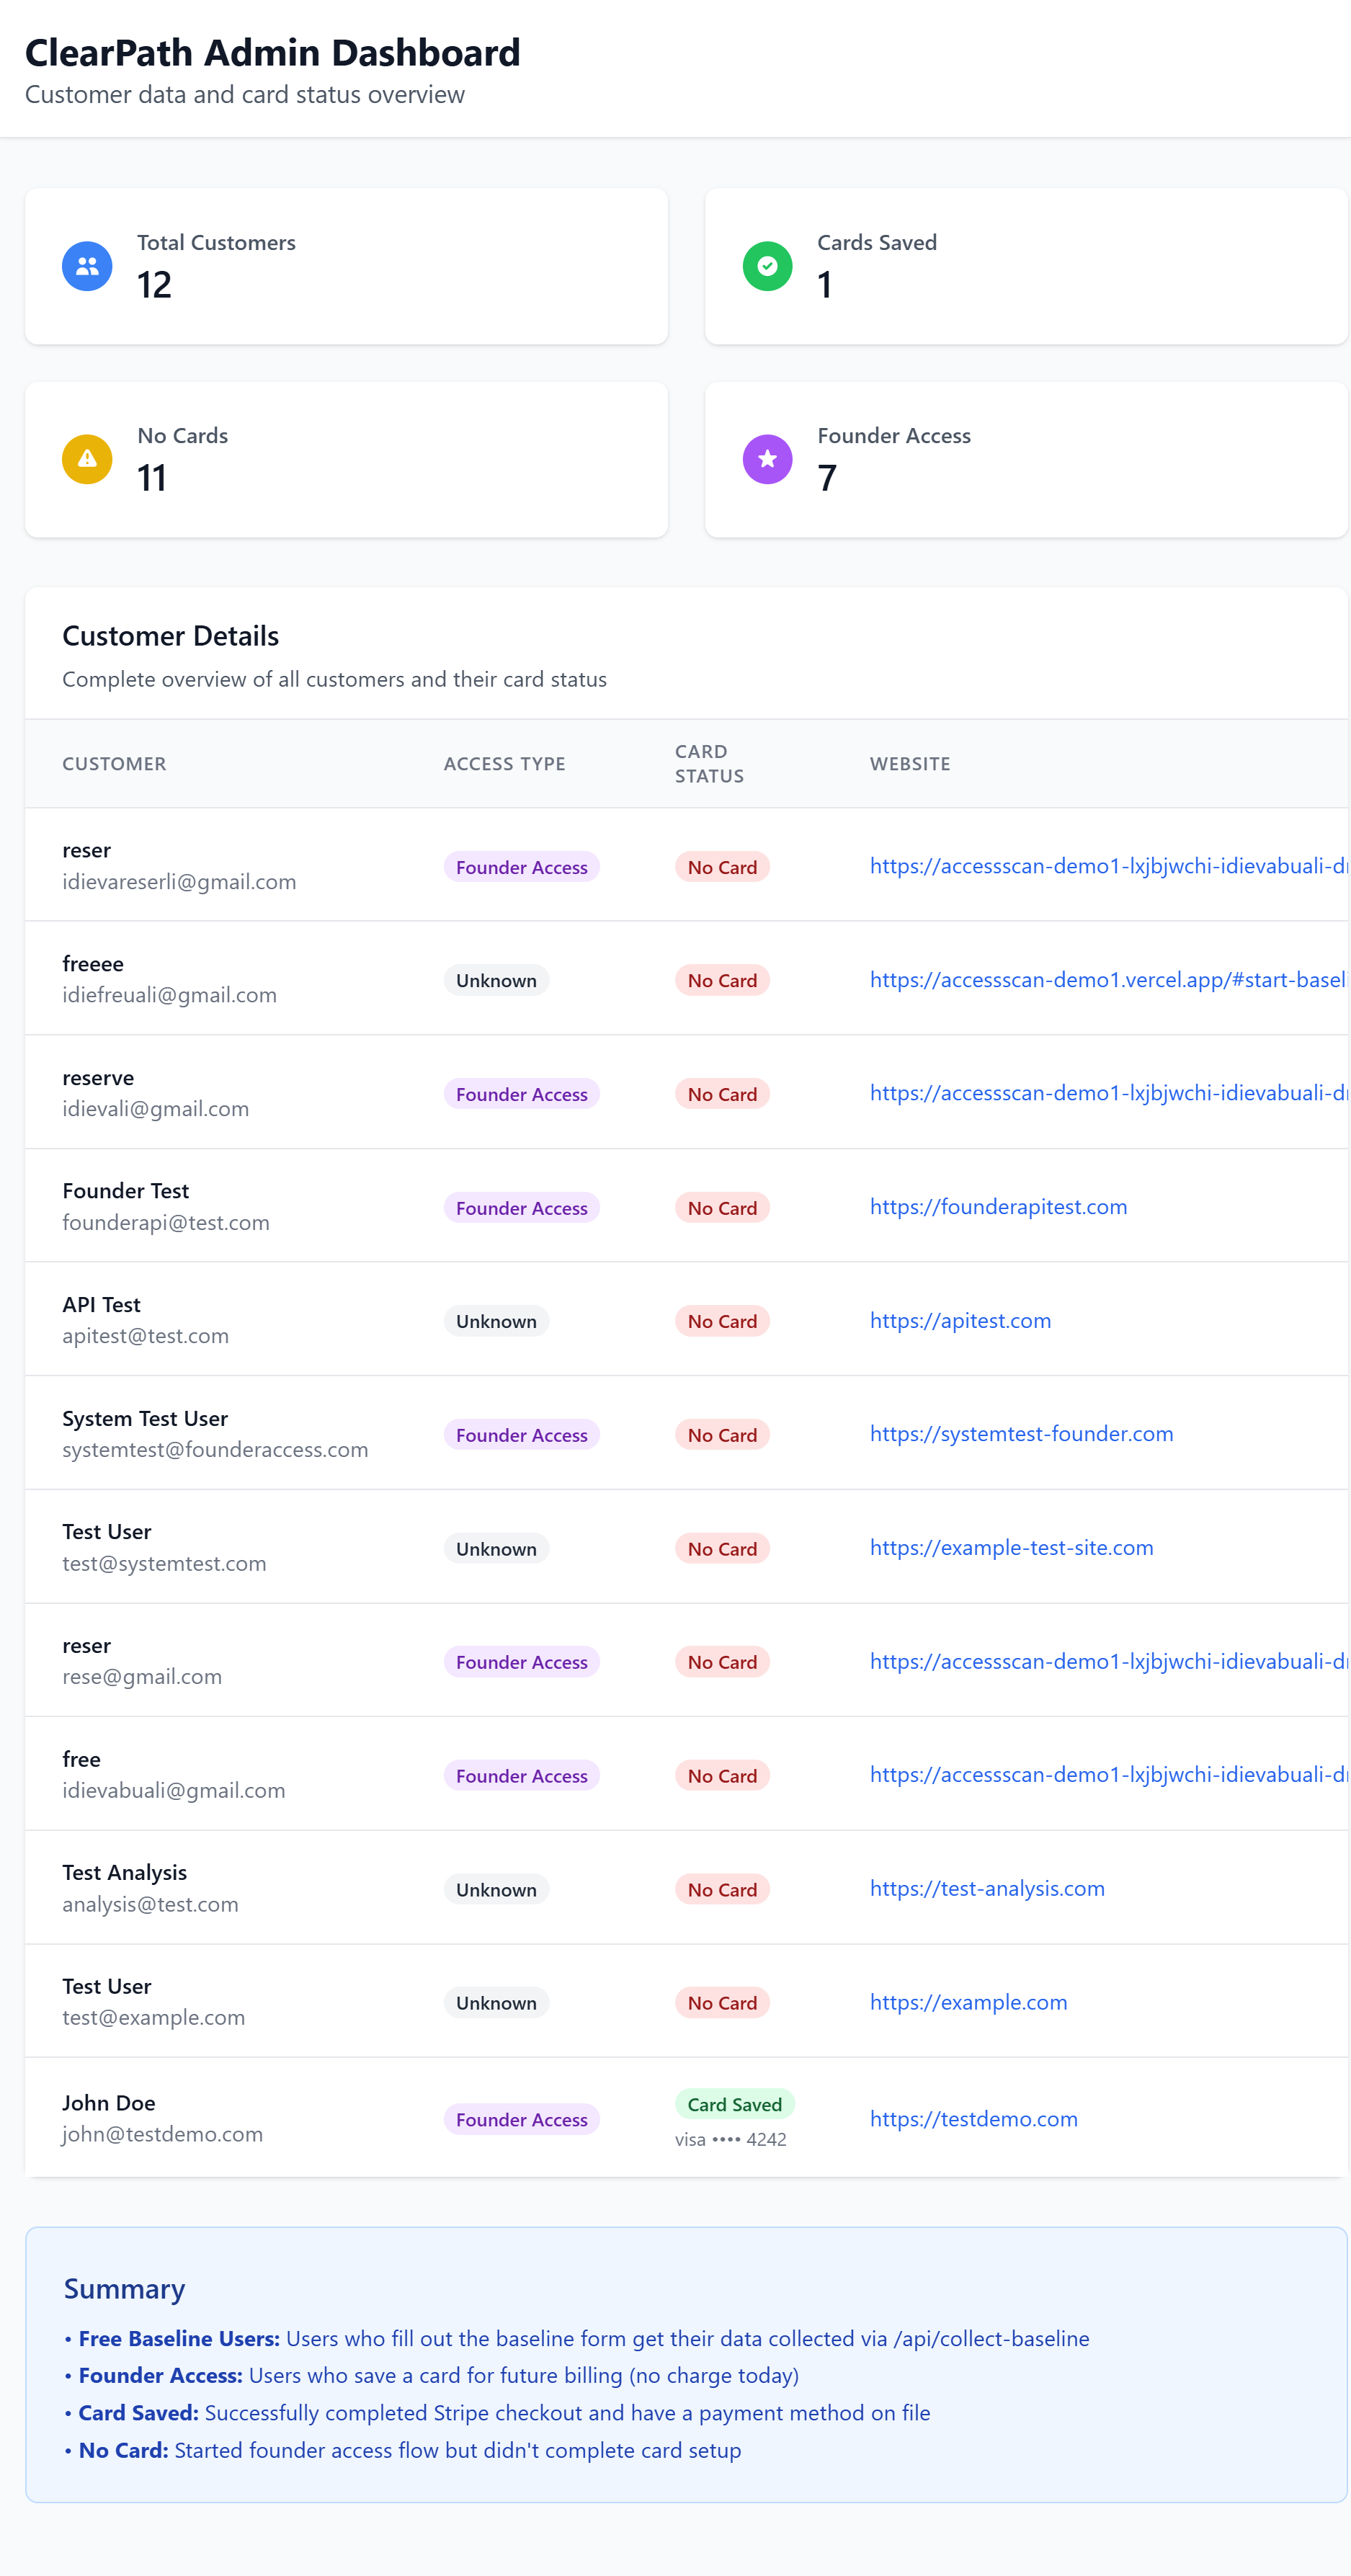 ClearPath Admin Dashboard
Customer data and card status overview
Total Customers
12
Cards Saved
1
No Cards
11
Founder Access
7
Customer Details
Complete overview of all customers and their card status
CUSTOMER ACCESS TYPE CARD STATUS WEBSITE
reser
idievareserli@gmail.com
Founder Access
No Card
https://accessscan-demo1-lxjbjwchi-idievabuali-d
freeee
idiefreuali@gmail.com
Unknown
No Card
https://accessscan-demo1.vercel.app/#start-basel
reserve
idievali@gmail.com
Founder Access
No Card
https://accessscan-demo1-lxjbjwchi-idievabuali-d
Founder Test
founderapi@test.com
Founder Access
No Card
https://founderapitest.com
API Test
apitest@test.com
Unknown
No Card
https://apitest.com
System Test User
systemtest@founderaccess.com
Founder Access
No Card
https://systemtest-founder.com
Test User
test@systemtest.com
Unknown
No Card
https://example-test-site.com
reser
rese@gmail.com
Founder Access
No Card
https://accessscan-demo1-lxjbjwchi-idievabuali-d
free
idievabuali@gmail.com
Founder Access
No Card
https://accessscan-demo1-lxjbjwchi-idievabuali-d
Test Analysis
analysis@test.com
Unknown
No Card
https://test-analysis.com
Test User
test@example.com
Unknown
No Card
https://example.com
John Doe
john@testdemo.com
Founder Access
Card Saved
visa •••• 4242
https://testdemo.com
Summary
• Free Baseline Users: Users who fill out the baseline form get their data collected via /api/collect-baseline
• Founder Access: Users who save a card for future billing (no charge today)
• Card Saved: Successfully completed Stripe checkout and have a payment method on file
• No Card: Started founder access flow but didn't complete card setup